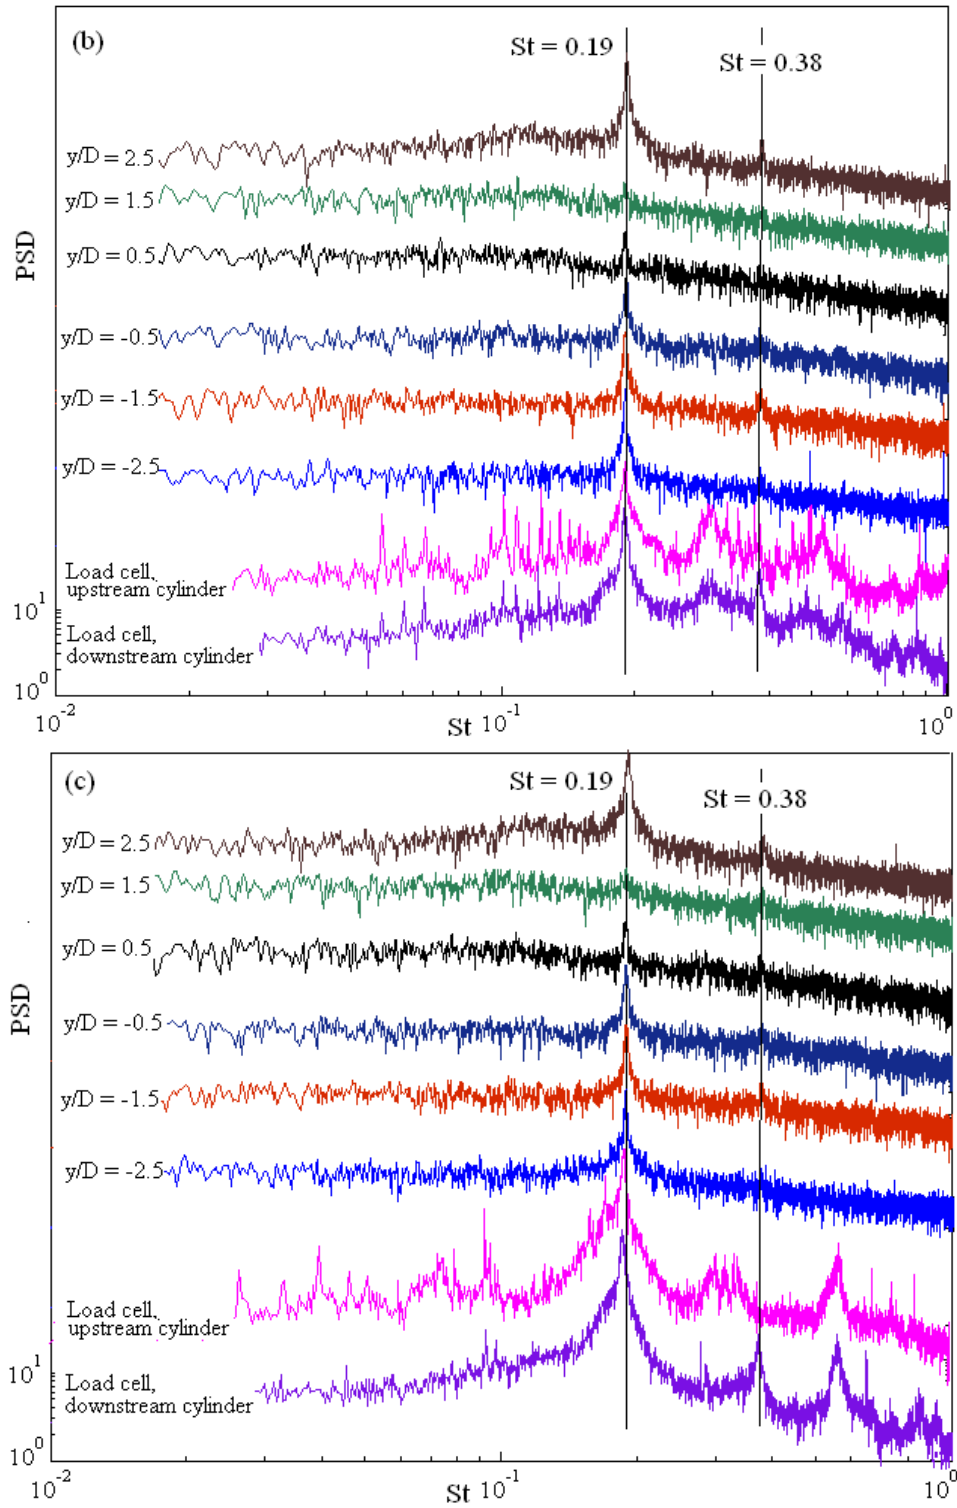 (b)
St = 0.19
St = 0.38
y/D = 2.5
y/D = 1.5
y/D = 0.5
y/D = -0.5
y/D = -1.5
y/D = -2.5
PSD
Load cell,
upstream cylinder
10^1
Load cell,
downstream cylinder
10^0
10^-2
St
10^-1
10^0
(c)
St = 0.19
St = 0.38
y/D = 2.5
y/D = 1.5
y/D = 0.5
y/D = -0.5
y/D = -1.5
y/D = -2.5
PSD
Load cell,
upstream cylinder
10^1
Load cell,
downstream cylinder
10^0
10^-2
St
10^-1
10^0